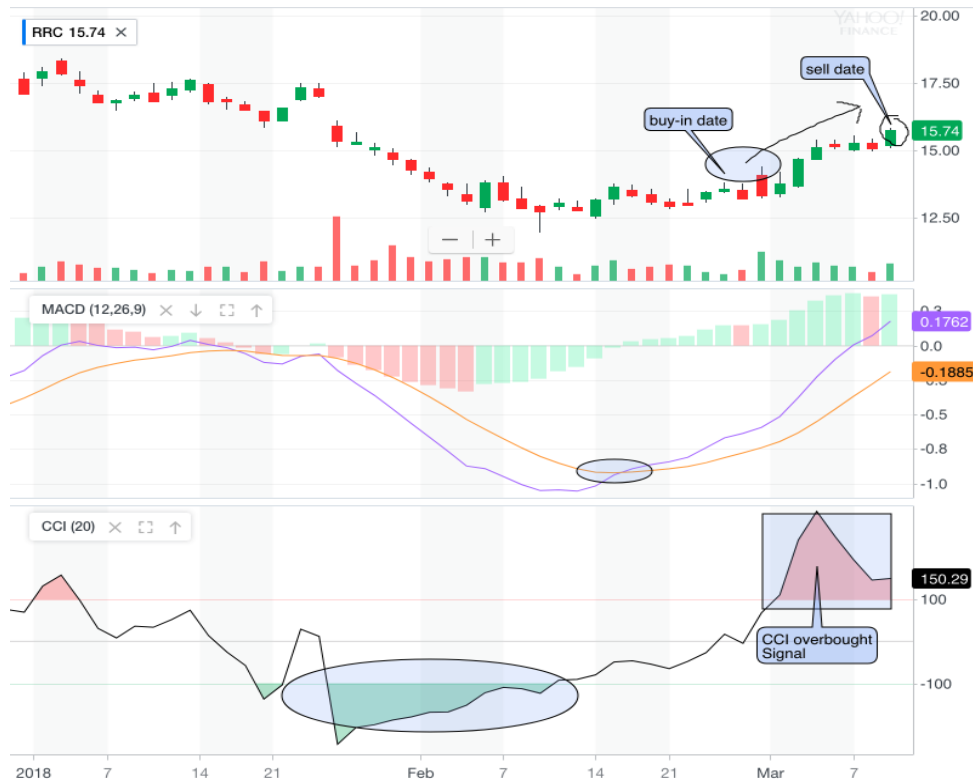 RRC 15.74 ×
YAHOO!
FINANCE
20.00
sell date
17.50
buy-in date
15.74
15.00
12.50
MACD (12,26,9)
0.1762
0.0
-0.1885
-0.5
-0.8
-1.0
CCI (20)
150.29
100
CCI overbought
Signal
-100
2018 7 14 21 Feb 7 14 21 Mar 7